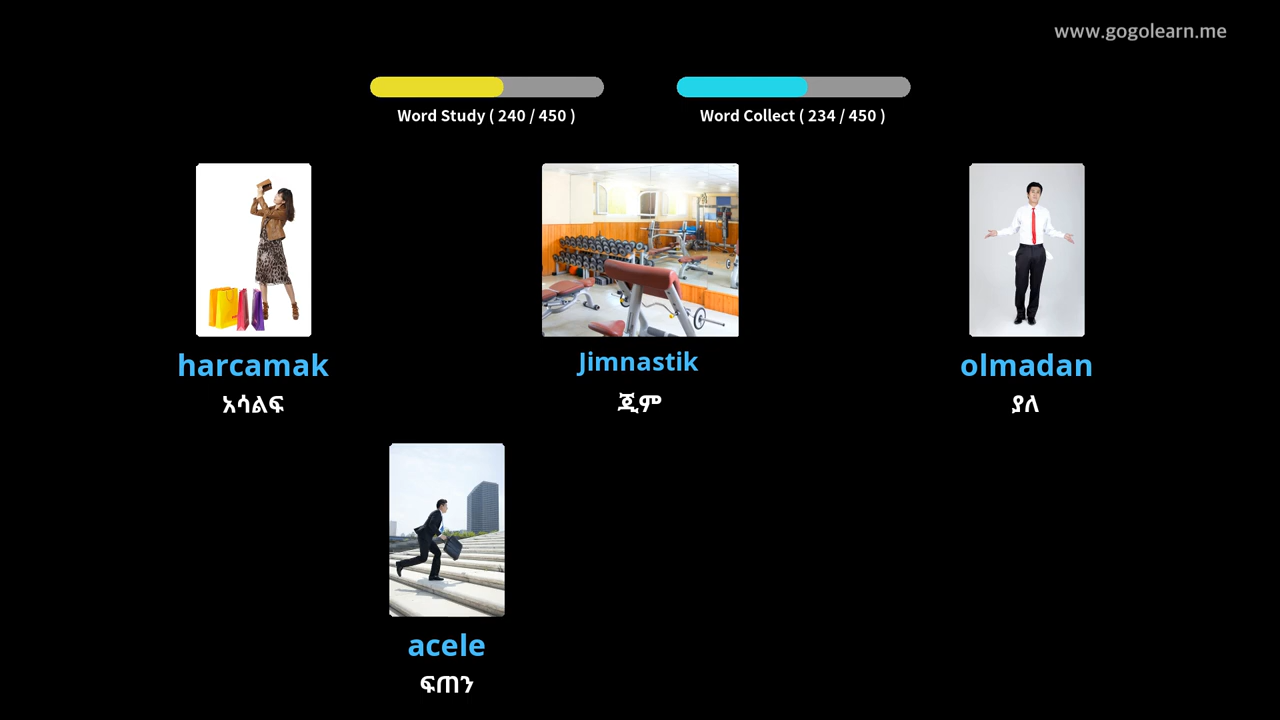 www.gogolearn.me
Word Study ( 240 / 450 )
Word Collect ( 234 / 450 )
harcamak
አሳልፍ
Jimnastik
ጂም
olmadan
ያለ
acele
ፍጠን